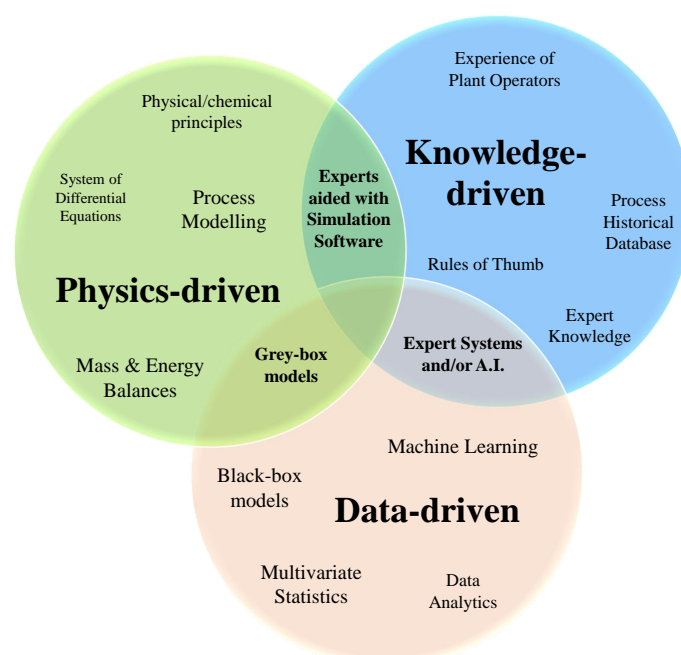 Experience of
Plant Operators
Physical/chemical
principles
Knowledge-
driven
Experts
aided with
Simulation
Software
System of
Differential
Equations
Process
Modelling
Process
Historical
Database
Rules of Thumb
Physics-driven
Expert
Knowledge
Grey-box
models
Expert Systems
and/or A.I.
Mass & Energy
Balances
Machine Learning
Black-box
models
Data-driven
Multivariate
Statistics
Data
Analytics